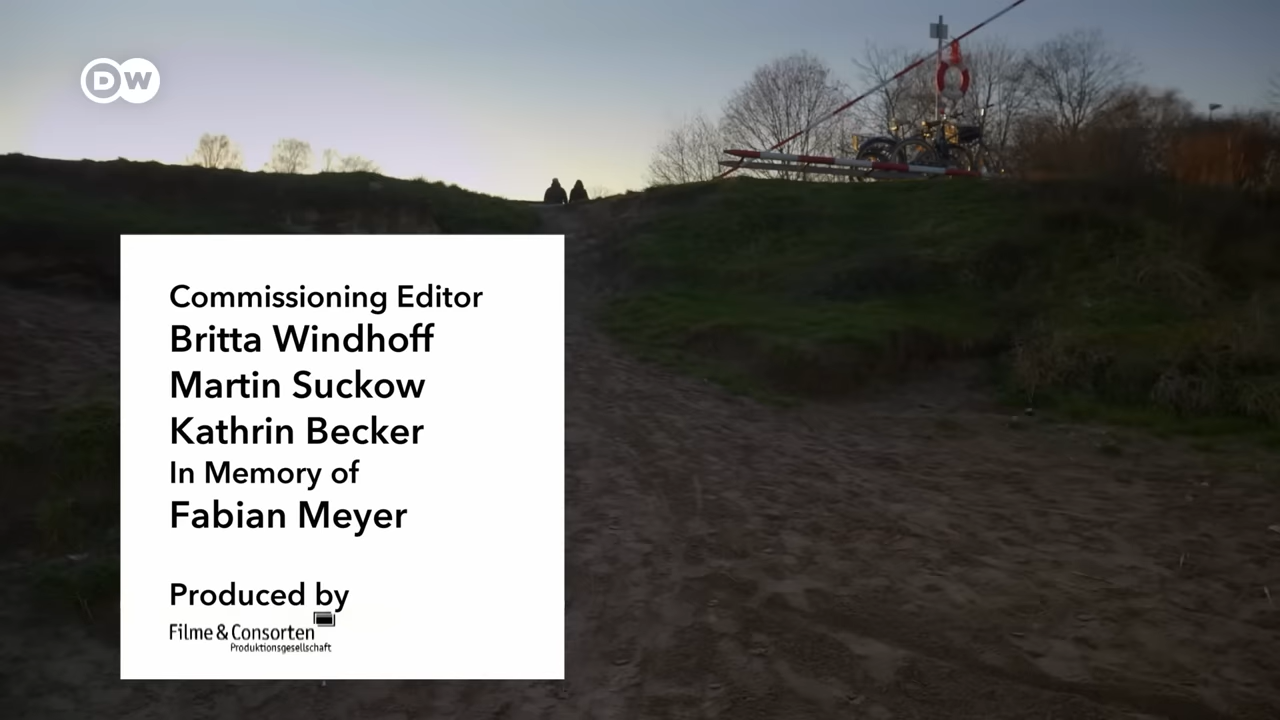 DW
Commissioning Editor
Britta Windhoff
Martin Suckow
Kathrin Becker
In Memory of
Fabian Meyer
Produced by
Filme & Consorten
Produktionsgesellschaft